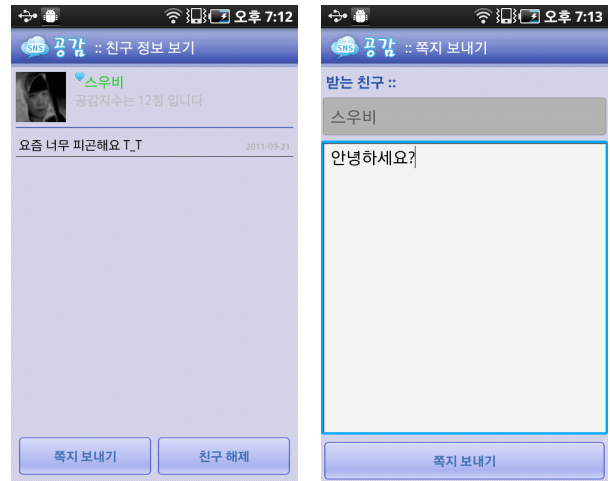 오후 7:12
SNS 공감 :: 친구 정보 보기
스우비
공감지수는 12점 입니다
요즘 너무 피곤해요 T_T 2011-09-21
쪽지 보내기 친구 해제
오후 7:13
SNS 공감 :: 쪽지 보내기
받는 친구 ::
스우비
안녕하세요?
쪽지 보내기